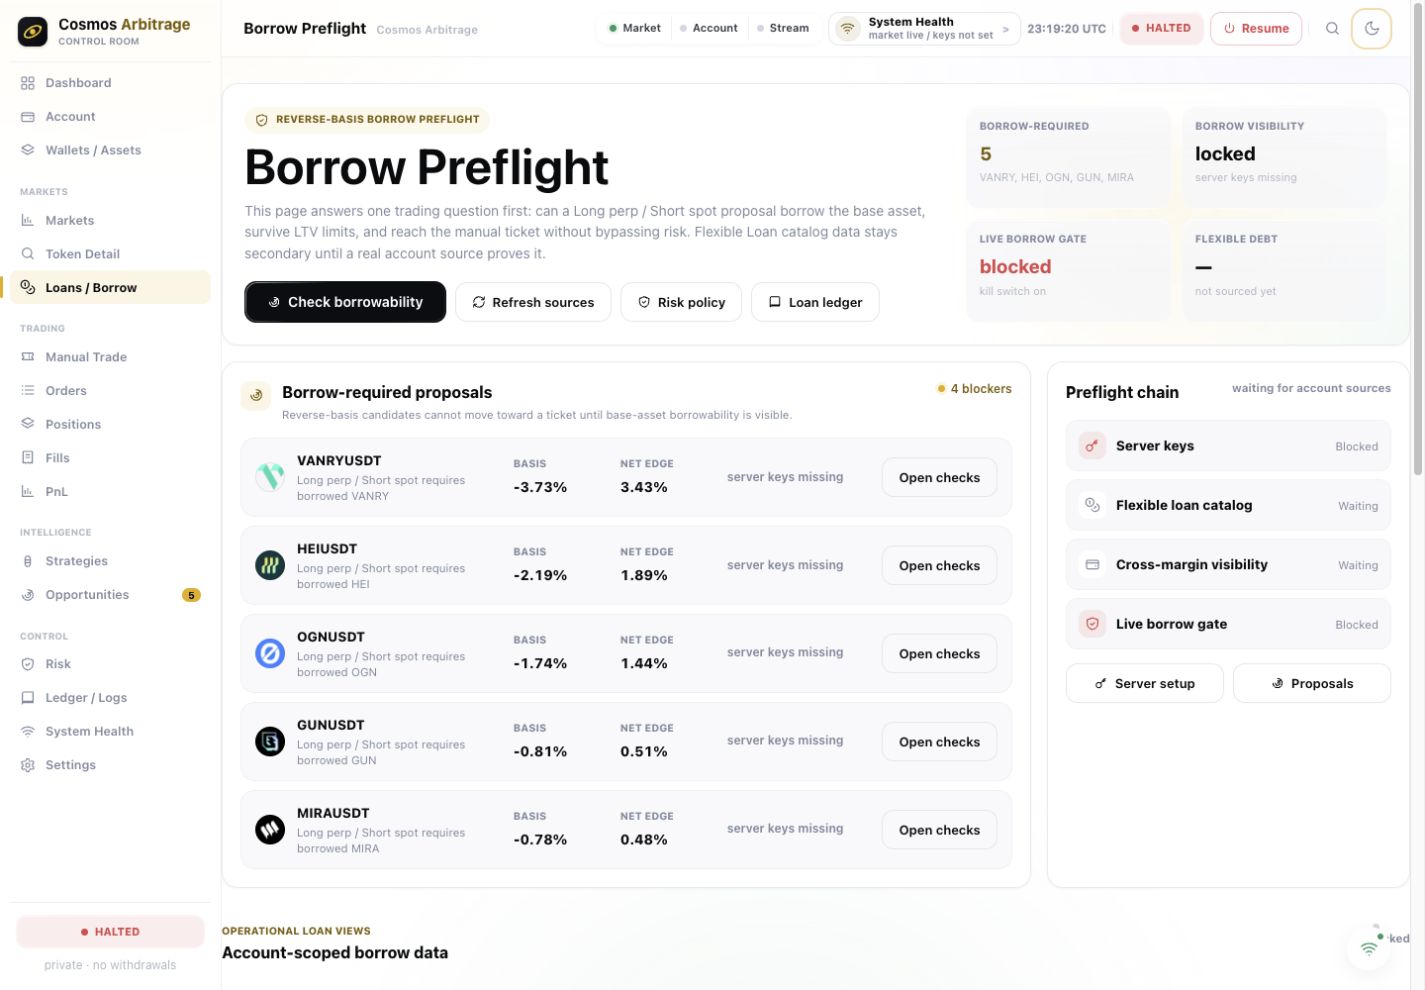 Cosmos Arbitrage
CONTROL ROOM
Dashboard
Account
Wallets / Assets
MARKETS
Markets
Token Detail
Loans / Borrow
TRADING
Manual Trade
Orders
Positions
Fills
PnL
INTELLIGENCE
Strategies
Opportunities 5
CONTROL
Risk
Ledger / Logs
System Health
Settings
HALTED
private · no withdrawals
Borrow Preflight Cosmos Arbitrage
Market Account Stream
System Health
market live / keys not set >
23:19:20 UTC
HALTED
Resume
REVERSE-BASIS BORROW PREFLIGHT
Borrow Preflight
This page answers one trading question first: can a Long perp / Short spot proposal borrow the base asset,
survive LTV limits, and reach the manual ticket without bypassing risk. Flexible Loan catalog data stays
secondary until a real account source proves it.
Check borrowability
Refresh sources
Risk policy
Loan ledger
BORROW-REQUIRED
5
VANRY, HEI, OGN, GUN, MIRA
BORROW VISIBILITY
locked
server keys missing
LIVE BORROW GATE
blocked
kill switch on
FLEXIBLE DEBT
—
not sourced yet
Borrow-required proposals
4 blockers
Reverse-basis candidates cannot move toward a ticket until base-asset borrowability is visible.
VANRYUSDT
Long perp / Short spot requires
borrowed VANRY
BASIS
-3.73%
NET EDGE
3.43%
server keys missing
Open checks
HEIUSDT
Long perp / Short spot requires
borrowed HEI
BASIS
-2.19%
NET EDGE
1.89%
server keys missing
Open checks
OGNUSDT
Long perp / Short spot requires
borrowed OGN
BASIS
-1.74%
NET EDGE
1.44%
server keys missing
Open checks
GUNUSDT
Long perp / Short spot requires
borrowed GUN
BASIS
-0.81%
NET EDGE
0.51%
server keys missing
Open checks
MIRAUSDT
Long perp / Short spot requires
borrowed MIRA
BASIS
-0.78%
NET EDGE
0.48%
server keys missing
Open checks
Preflight chain
waiting for account sources
Server keys Blocked
Flexible loan catalog Waiting
Cross-margin visibility Waiting
Live borrow gate Blocked
Server setup
Proposals
OPERATIONAL LOAN VIEWS
Account-scoped borrow data